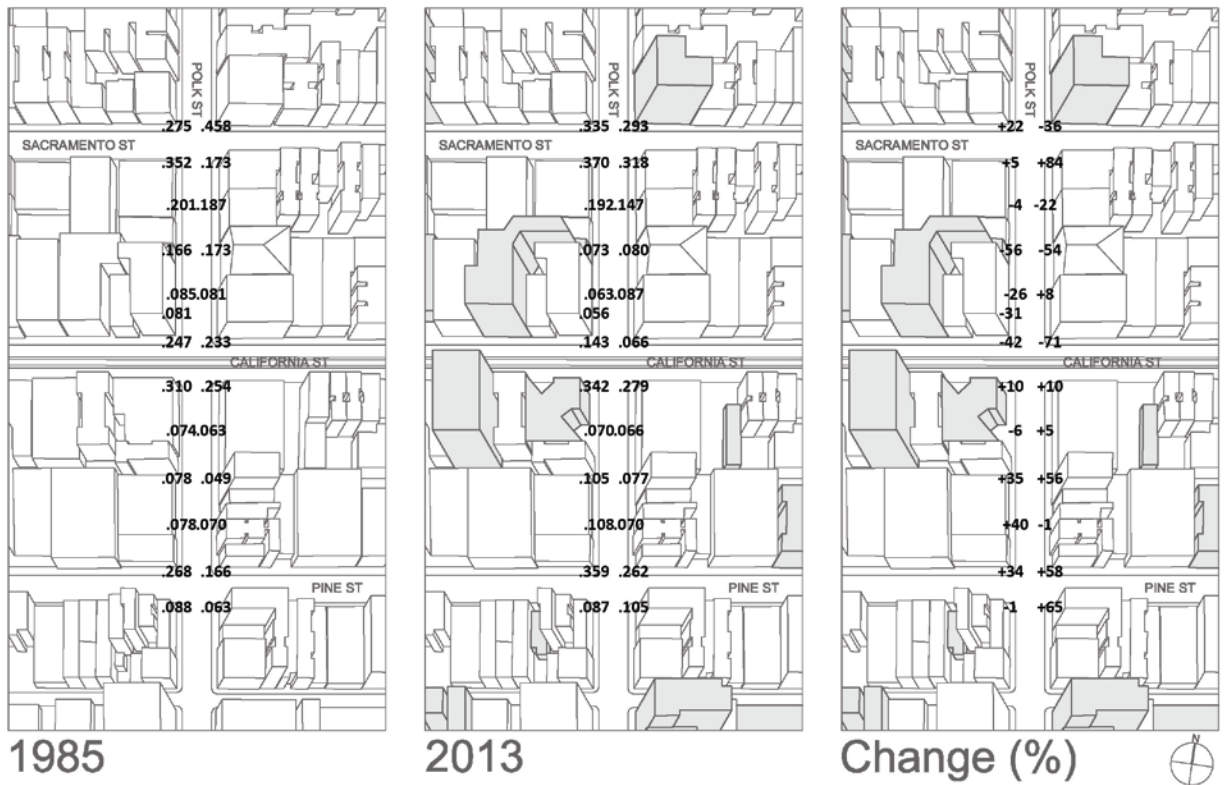 POLK ST
.275 .458
SACRAMENTO ST
.352 .173
.201 .187
.166 .173
.085 .081
.081
.247 .233
CALIFORNIA ST
.310 .254
.074 .063
.078 .049
.078 .070
.268 .166
PINE ST
.088 .063
1985
POLK ST
.335 .293
SACRAMENTO ST
.370 .318
.192 .147
.073 .080
.063 .087
.056
.143 .066
CALIFORNIA ST
.342 .279
.070 .066
.105 .077
.108 .070
.359 .262
PINE ST
.087 .105
2013
POLK ST
+22 -36
SACRAMENTO ST
+5 +84
-4 -22
-56 -54
-26 +8
-31
-42 -71
CALIFORNIA ST
+10 +10
-6 +5
+35 +56
+40 -1
+34 +58
PINE ST
-1 +65
Change (%)
N